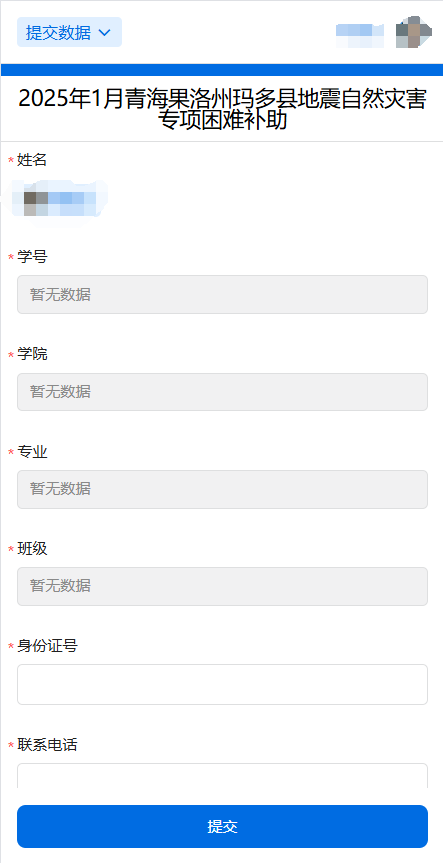 提交数据
2025年1月青海果洛州玛多县地震自然灾害
专项困难补助
* 姓名
* 学号
暂无数据
* 学院
暂无数据
* 专业
暂无数据
* 班级
暂无数据
* 身份证号
* 联系电话
提交